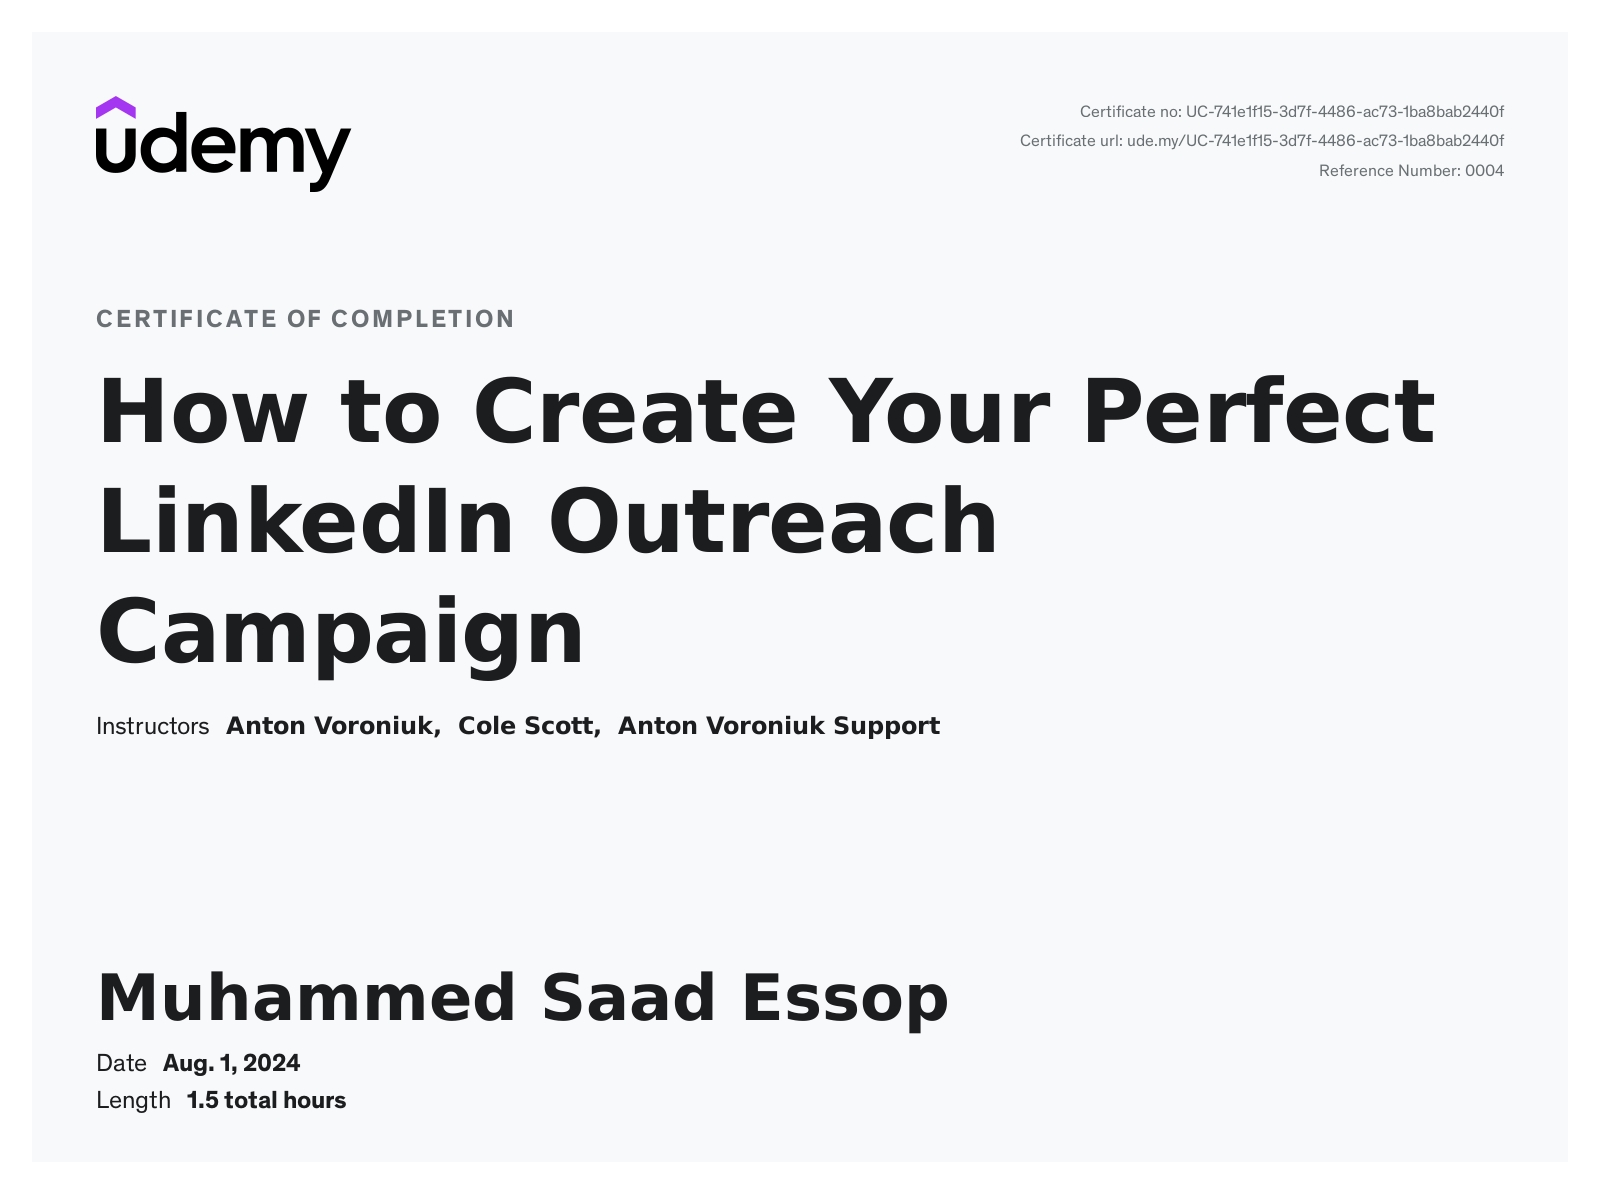 udemy
Certificate no: UC-741e1f15-3d7f-4486-ac73-1ba8bab2440f
Certificate url: ude.my/UC-741e1f15-3d7f-4486-ac73-1ba8bab2440f
Reference Number: 0004
CERTIFICATE OF COMPLETION
How to Create Your Perfect
LinkedIn Outreach
Campaign
Instructors Anton Voroniuk, Cole Scott, Anton Voroniuk Support
Muhammed Saad Essop
Date Aug. 1, 2024
Length 1.5 total hours